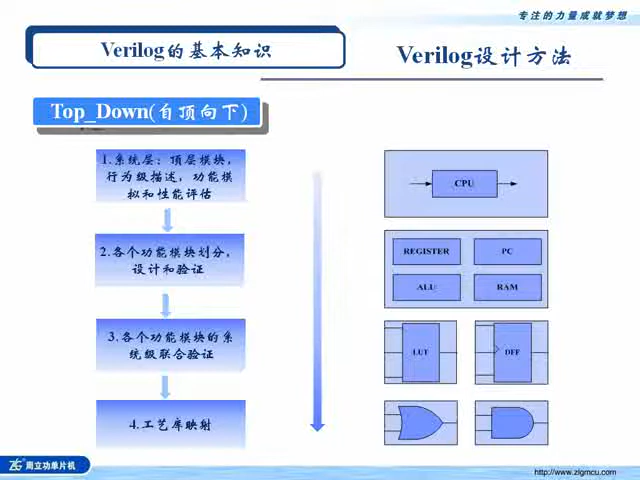 专注的力量成就梦想
Verilog的基本知识
Verilog设计方法
Top_Down(自顶向下)
1.系统层：顶层模块，
行为级描述，功能模
拟和性能评估
2.各个功能模块划分，
设计和验证
3.各个功能模块的系
统级联合验证
4.工艺库映射
CPU
REGISTER
PC
ALU
RAM
LUT
DFF
ZLG 周立功单片机
http://www.zlgmcu.com